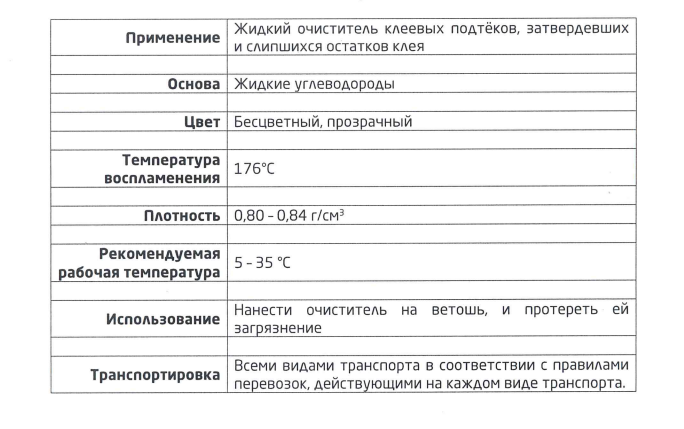 Применение
Жидкий очиститель клеевых подтёков, затвердевших
и слипшихся остатков клея
Основа
Жидкие углеводороды
Цвет
Бесцветный, прозрачный
Температура
воспламенения
176°C
Плотность
0,80 – 0,84 г/см³
Рекомендуемая
рабочая температура
5 – 35 °C
Использование
Нанести очиститель на ветошь, и протереть ей
загрязнение
Транспортировка
Всеми видами транспорта в соответствии с правилами
перевозок, действующими на каждом виде транспорта.